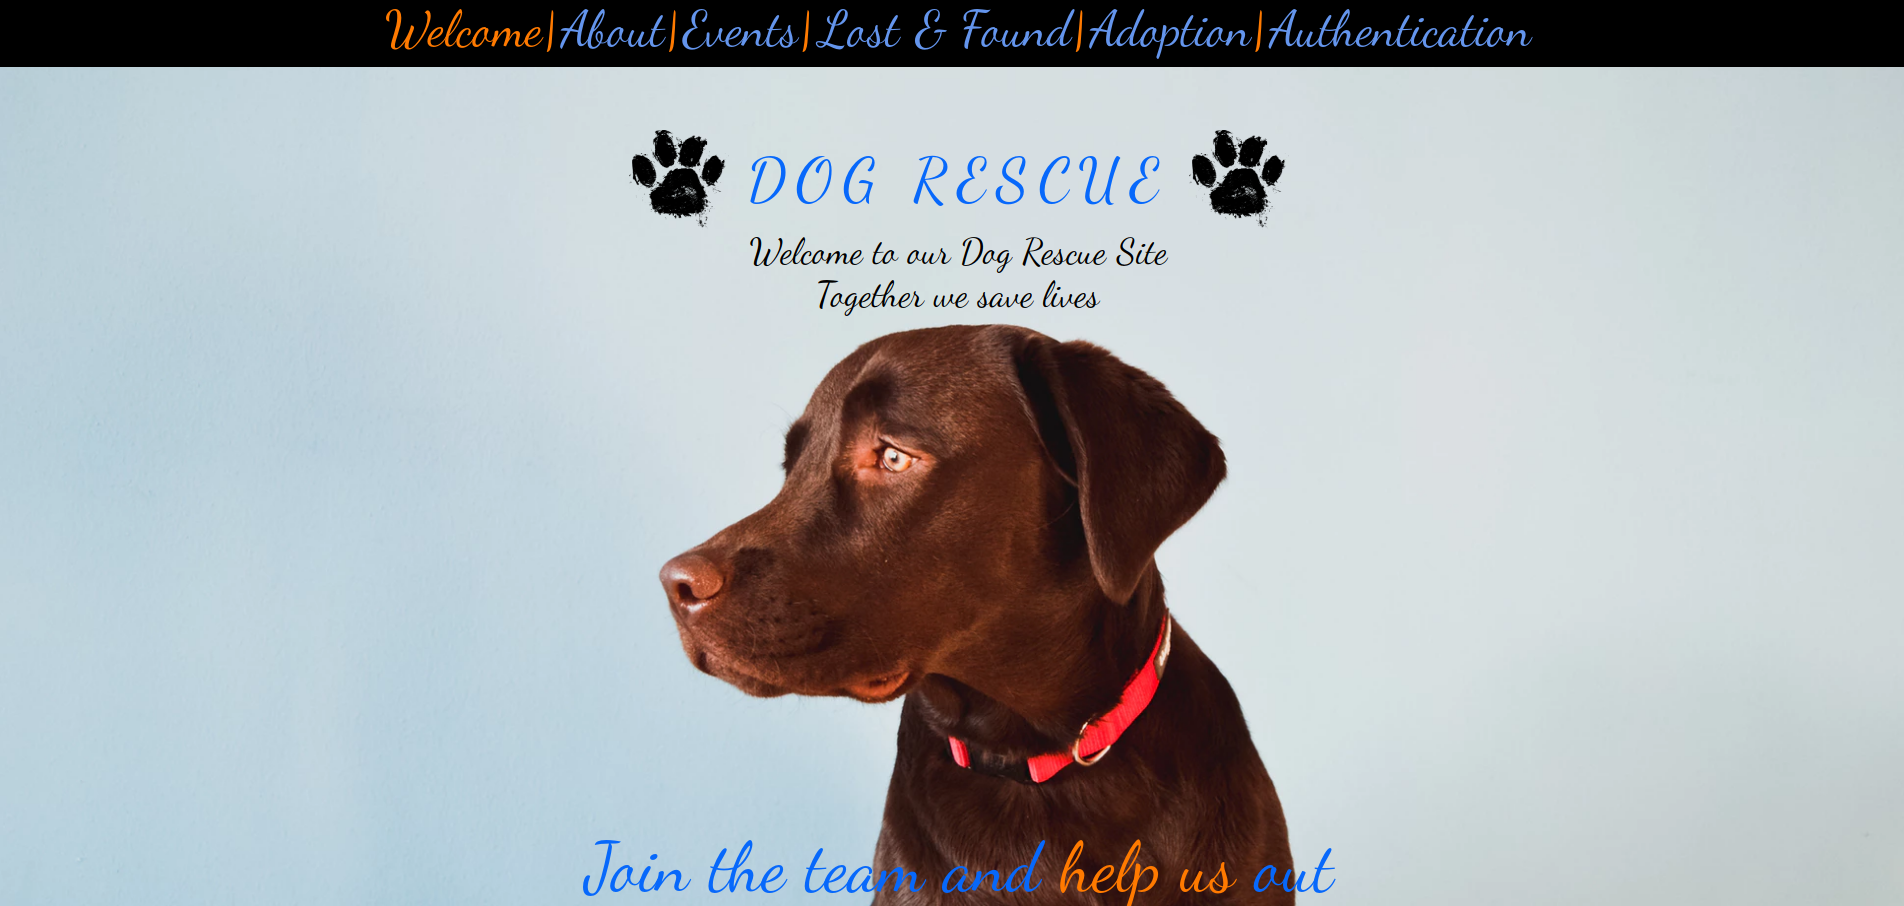 Welcome|About|Events|Lost & Found|Adoption|Authentication
DOG RESCUE
Welcome to our Dog Rescue Site
Together we save lives
Join the team and help us out